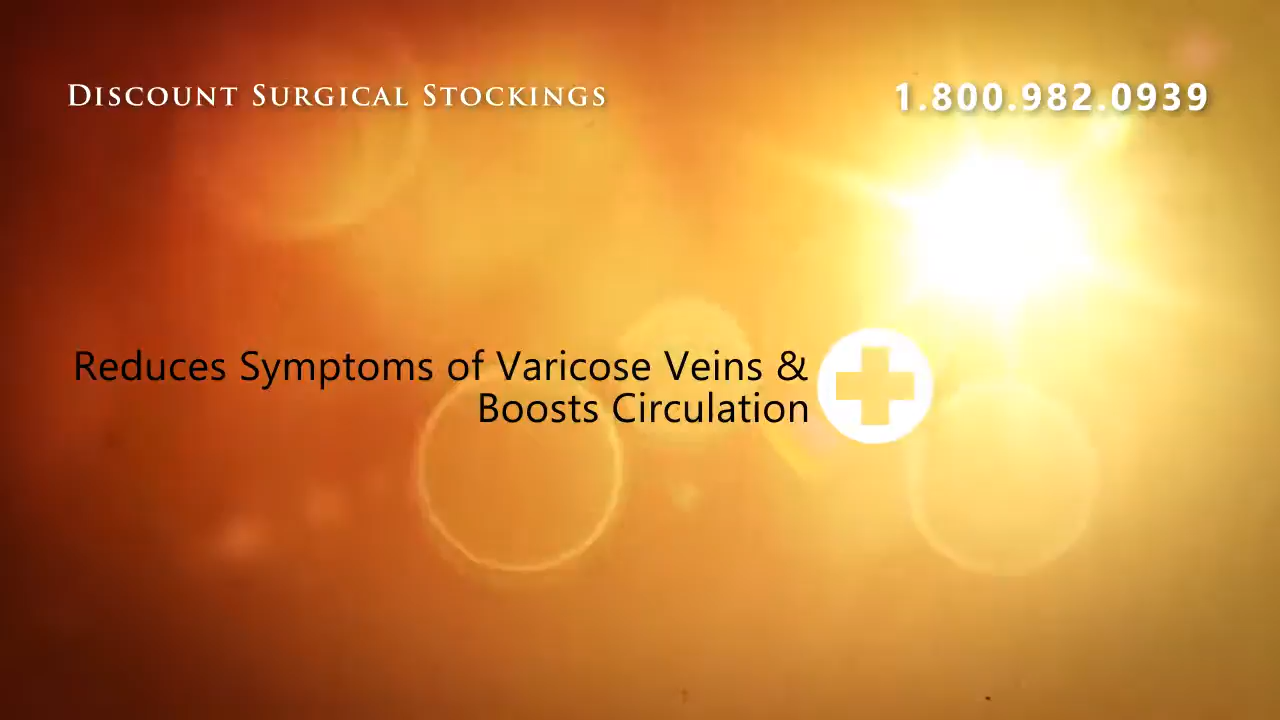 Discount Surgical Stockings
1.800.982.0939
Reduces Symptoms of Varicose Veins &
Boosts Circulation